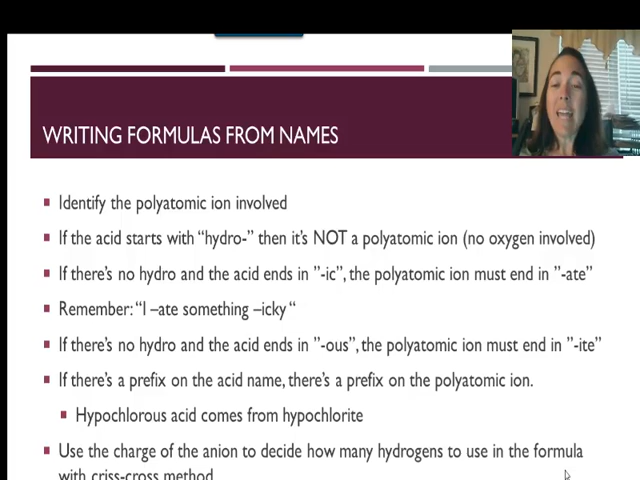 WRITING FORMULAS FROM NAMES
Identify the polyatomic ion involved
If the acid starts with “hydro-” then it’s NOT a polyatomic ion (no oxygen involved)
If there’s no hydro and the acid ends in ”-ic”, the polyatomic ion must end in ”-ate”
Remember: “I –ate something –icky “
If there’s no hydro and the acid ends in ”-ous”, the polyatomic ion must end in ”-ite”
If there’s a prefix on the acid name, there’s a prefix on the polyatomic ion.
Hypochlorous acid comes from hypochlorite
Use the charge of the anion to decide how many hydrogens to use in the formula
with criss-cross method